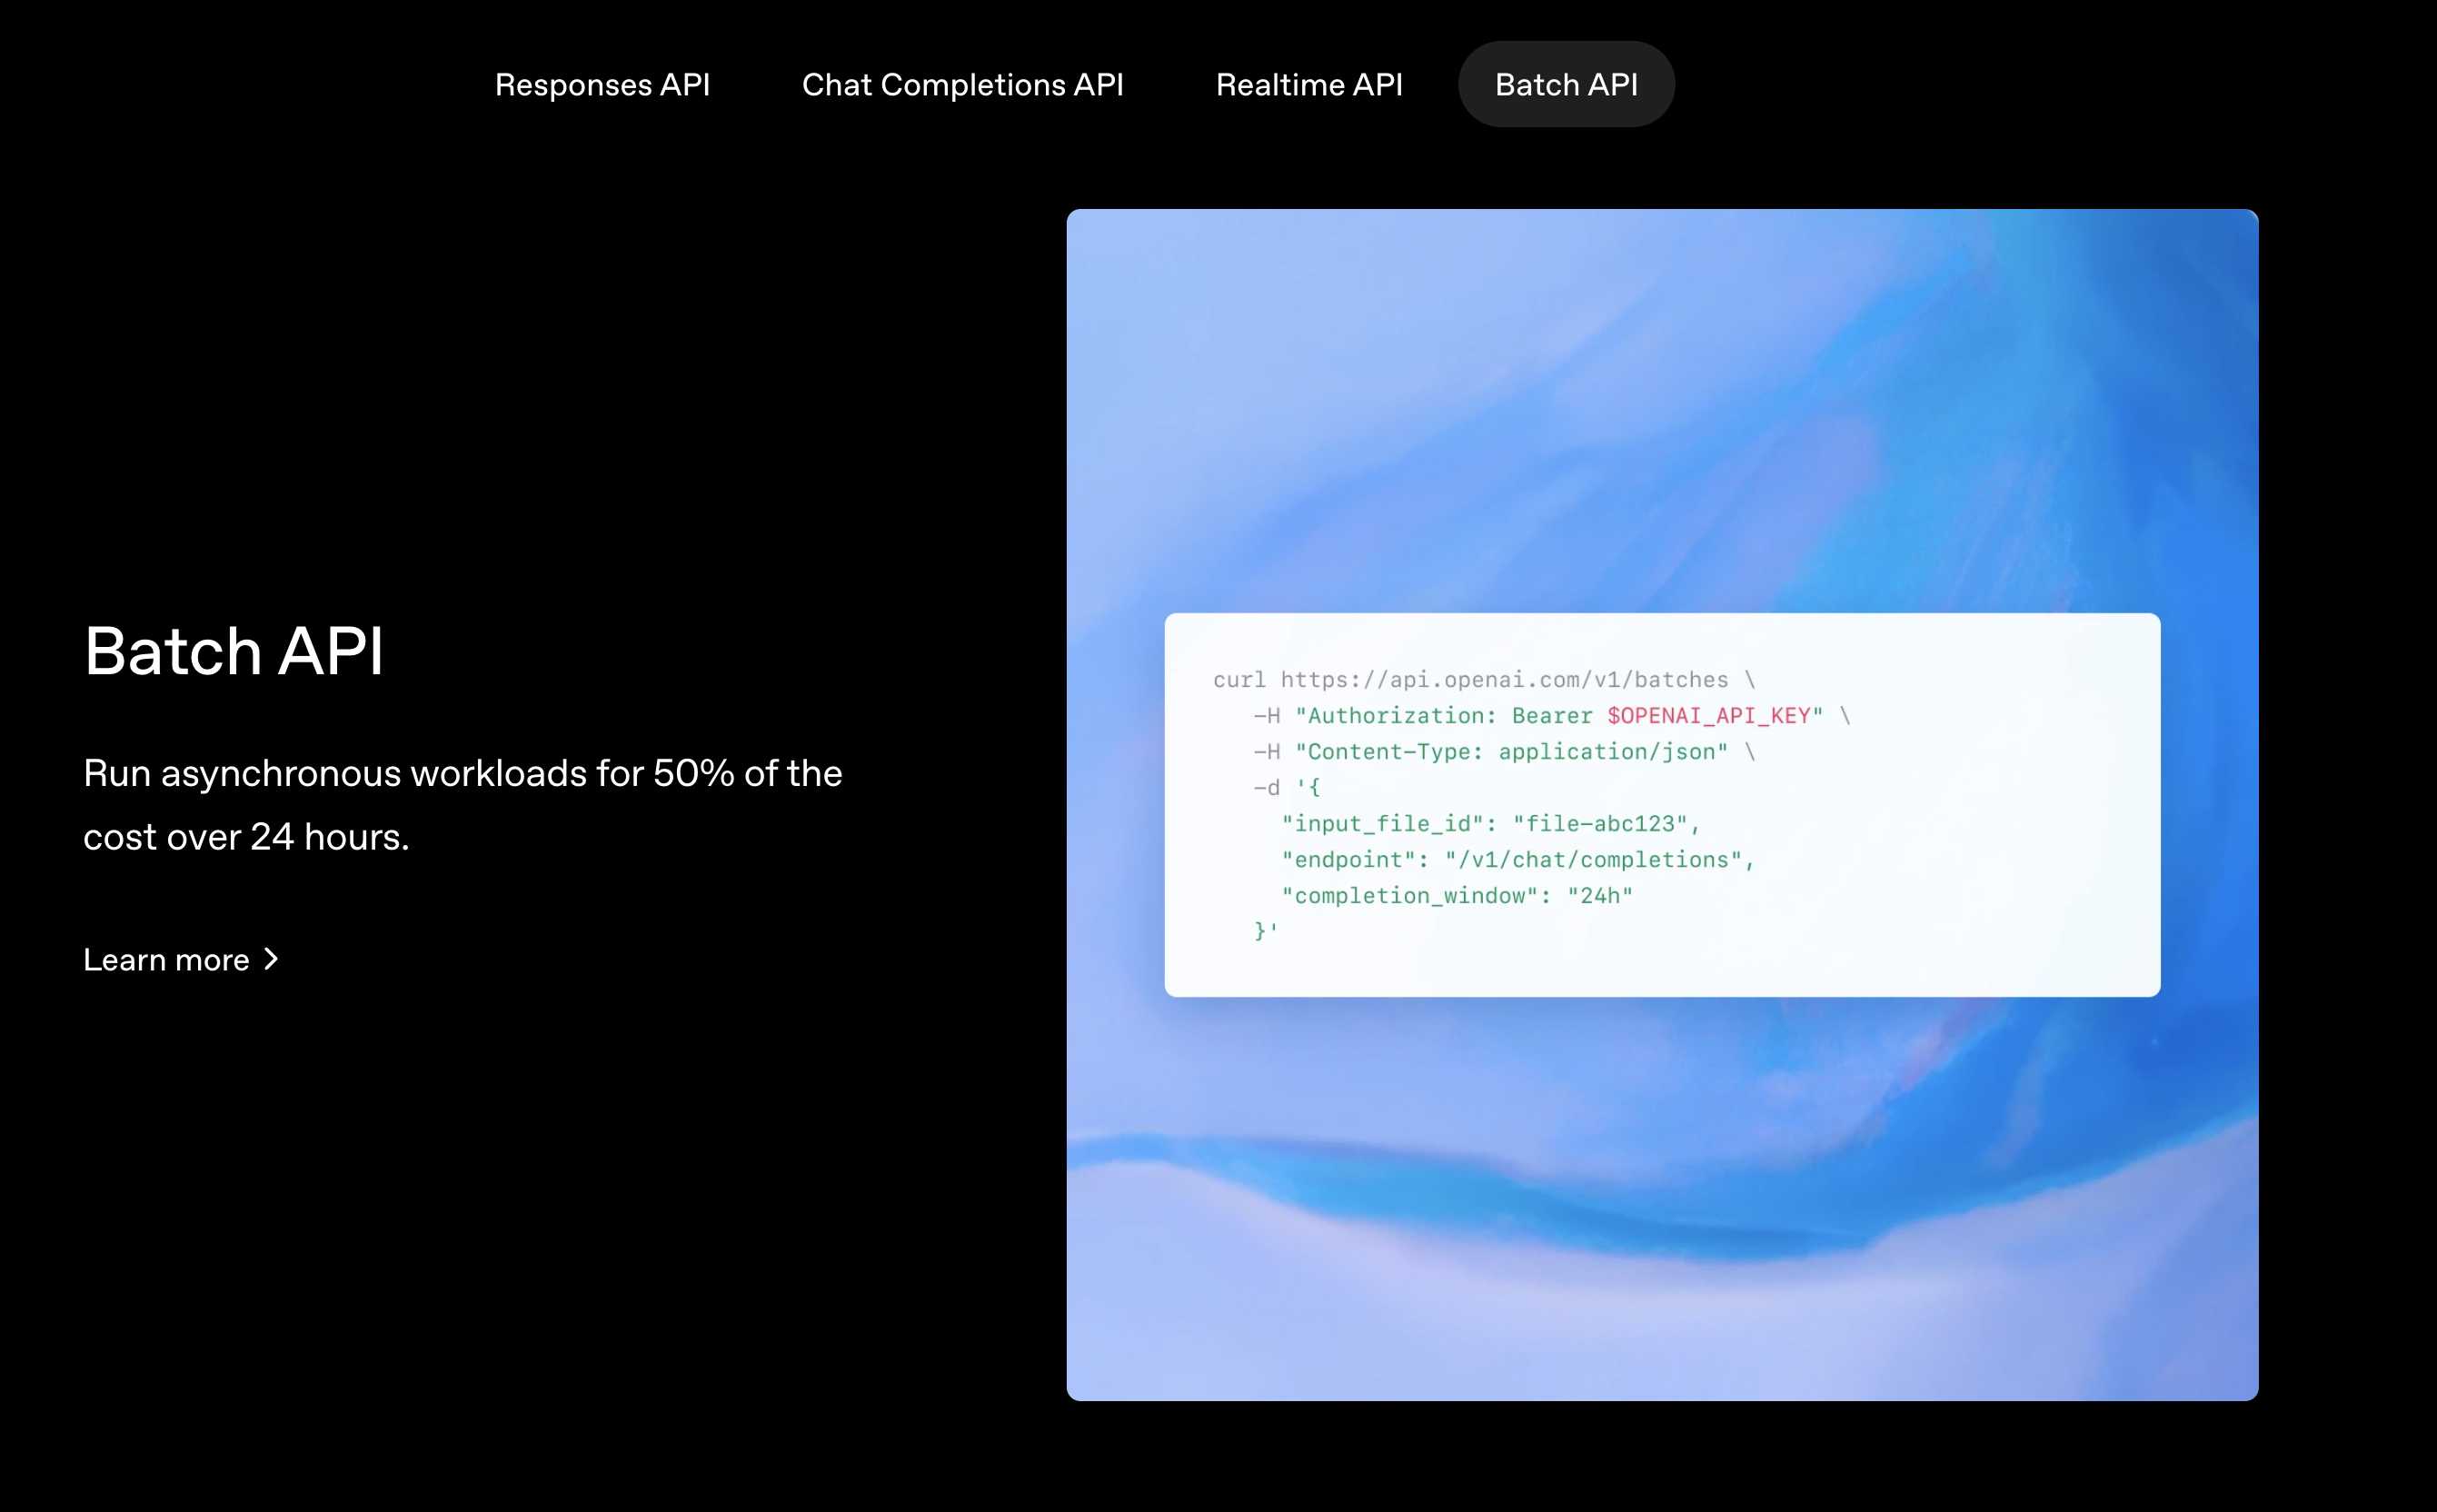 Responses API
Chat Completions API
Realtime API
Batch API
Batch API
Run asynchronous workloads for 50% of the
cost over 24 hours.
Learn more
curl https://api.openai.com/v1/batches \
   -H "Authorization: Bearer $OPENAI_API_KEY" \
   -H "Content-Type: application/json" \
   -d '{
     "input_file_id": "file-abc123",
     "endpoint": "/v1/chat/completions",
     "completion_window": "24h"
   }'